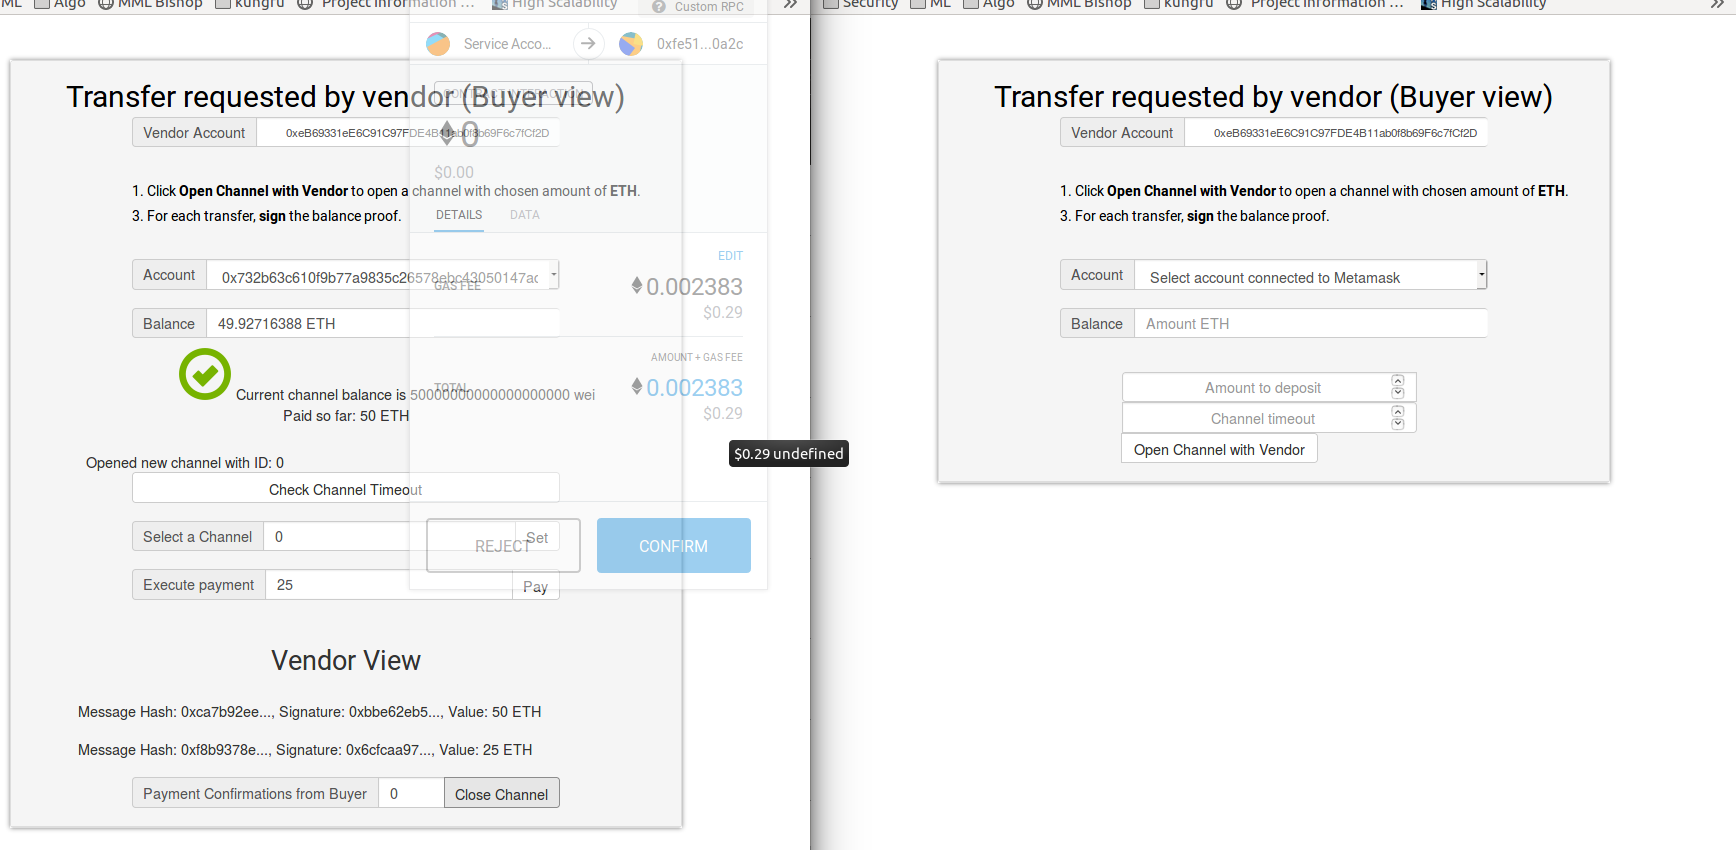 ML Algo MML Bishop kungfu Project Information ... High Scalability »
Custom RPC
Service Acco... 0xfe51...0a2c
Transfer requested by vendor (Buyer view)
CONTRACT INTERACTION
Vendor Account 0xeB69331eE6C91C97FDE4B11ab0f8b69F6c7fCf2D
0
$0.00
1. Click Open Channel with Vendor to open a channel with chosen amount of ETH.
3. For each transfer, sign the balance proof.
DETAILS DATA
EDIT
Account 0x732b63c610f9b77a9835c26578ebc43050147ac
GAS FEE 0.002383
$0.29
Balance 49.92716388 ETH
AMOUNT + GAS FEE
TOTAL 0.002383
$0.29
Current channel balance is 50000000000000000000 wei
Paid so far: 50 ETH
$0.29 undefined
Opened new channel with ID: 0
Check Channel Timeout
Select a Channel 0 Set
REJECT CONFIRM
Execute payment 25 Pay
Vendor View
Message Hash: 0xca7b92ee..., Signature: 0xbbe62eb5..., Value: 50 ETH
Message Hash: 0xf8b9378e..., Signature: 0x6cfcaa97..., Value: 25 ETH
Payment Confirmations from Buyer 0 Close Channel
Security ML Algo MML Bishop kungfu Project Information ... High Scalability »
Transfer requested by vendor (Buyer view)
Vendor Account 0xeB69331eE6C91C97FDE4B11ab0f8b69F6c7fCf2D
1. Click Open Channel with Vendor to open a channel with chosen amount of ETH.
3. For each transfer, sign the balance proof.
Account Select account connected to Metamask
Balance Amount ETH
Amount to deposit
Channel timeout
Open Channel with Vendor